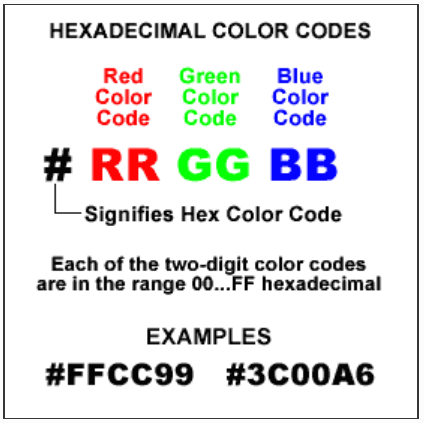 HEXADECIMAL COLOR CODES
Red Green Blue
Color Color Color
Code Code Code
# RR GG BB
Signifies Hex Color Code
Each of the two-digit color codes
are in the range 00...FF hexadecimal
EXAMPLES
#FFCC99 #3C00A6